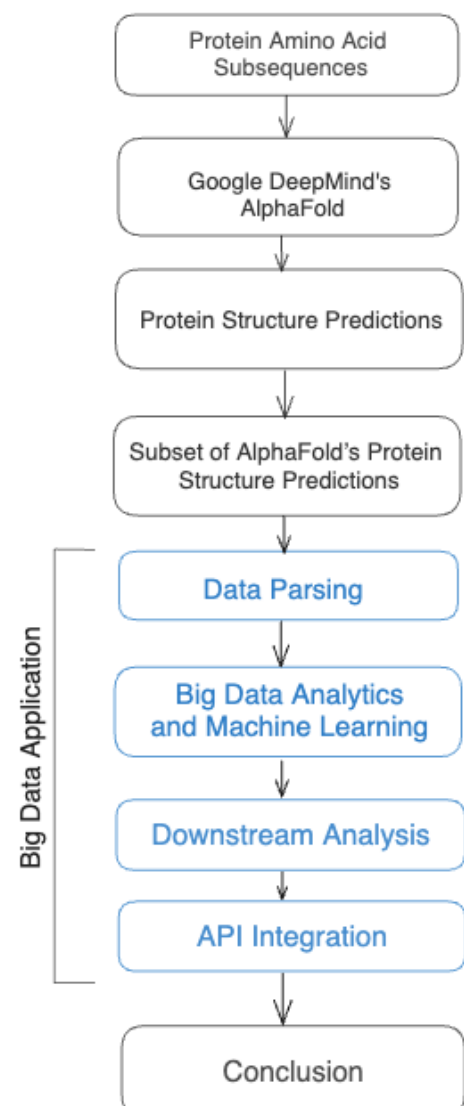 Protein Amino Acid
Subsequences
Google DeepMind's
AlphaFold
Protein Structure Predictions
Subset of AlphaFold’s Protein
Structure Predictions
Big Data Application
Data Parsing
Big Data Analytics
and Machine Learning
Downstream Analysis
API Integration
Conclusion